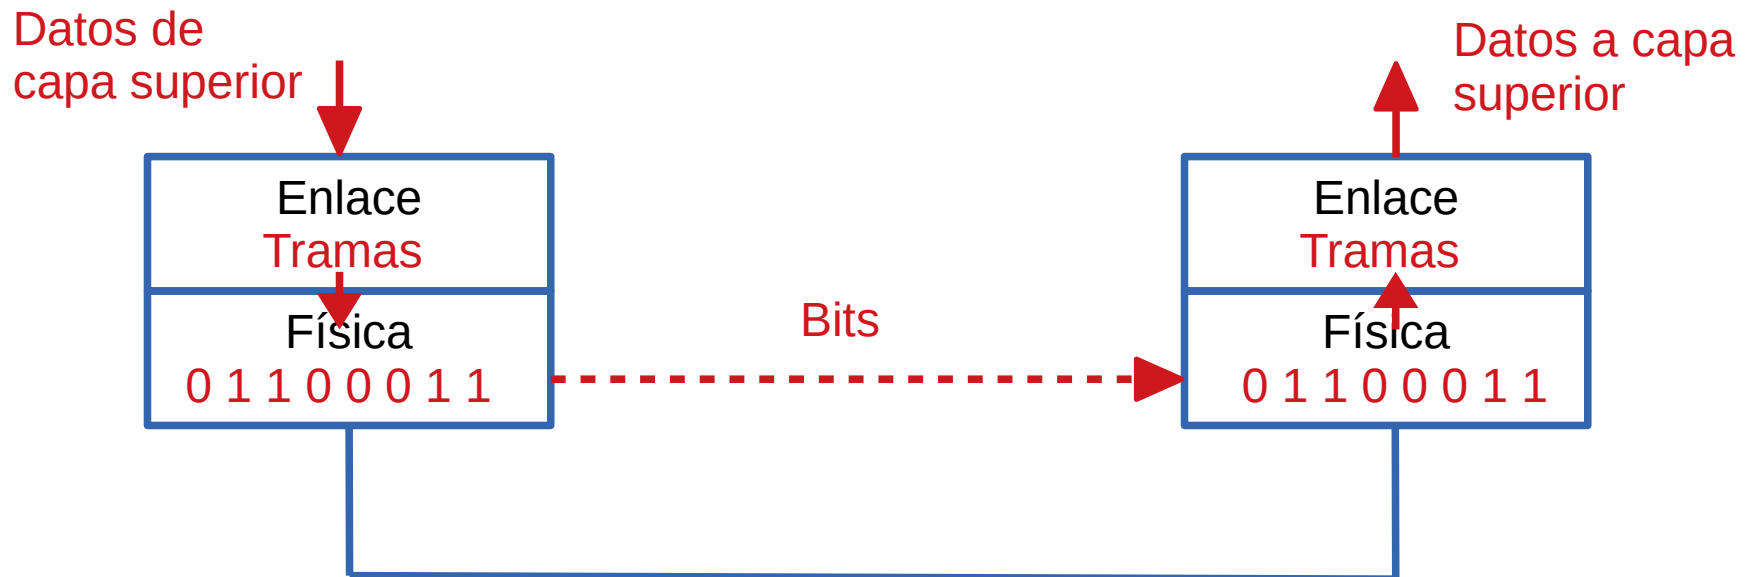 Datos de
capa superior
Datos a capa
superior
Enlace
Tramas
Física
0 1 1 0 0 0 1 1
Bits
Enlace
Tramas
Física
0 1 1 0 0 0 1 1